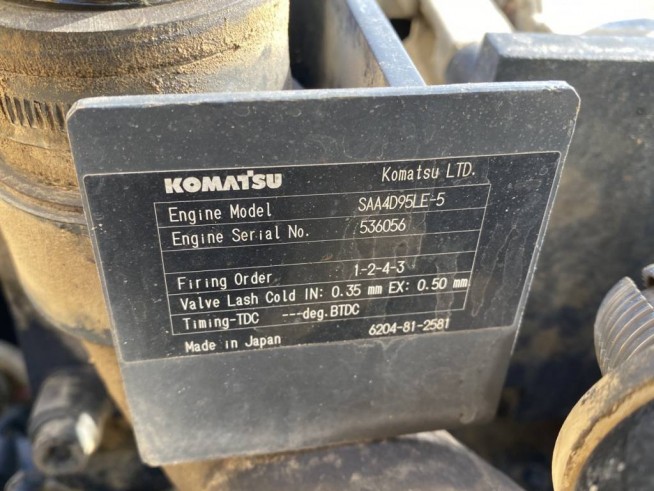 KOMATSU Komatsu LTD.
Engine Model SAA4D95LE-5
Engine Serial No. 536056
Firing Order 1-2-4-3
Valve Lash Cold IN: 0.35 mm EX: 0.50 mm
Timing-TDC ---deg.BTDC
Made in Japan 6204-81-2581